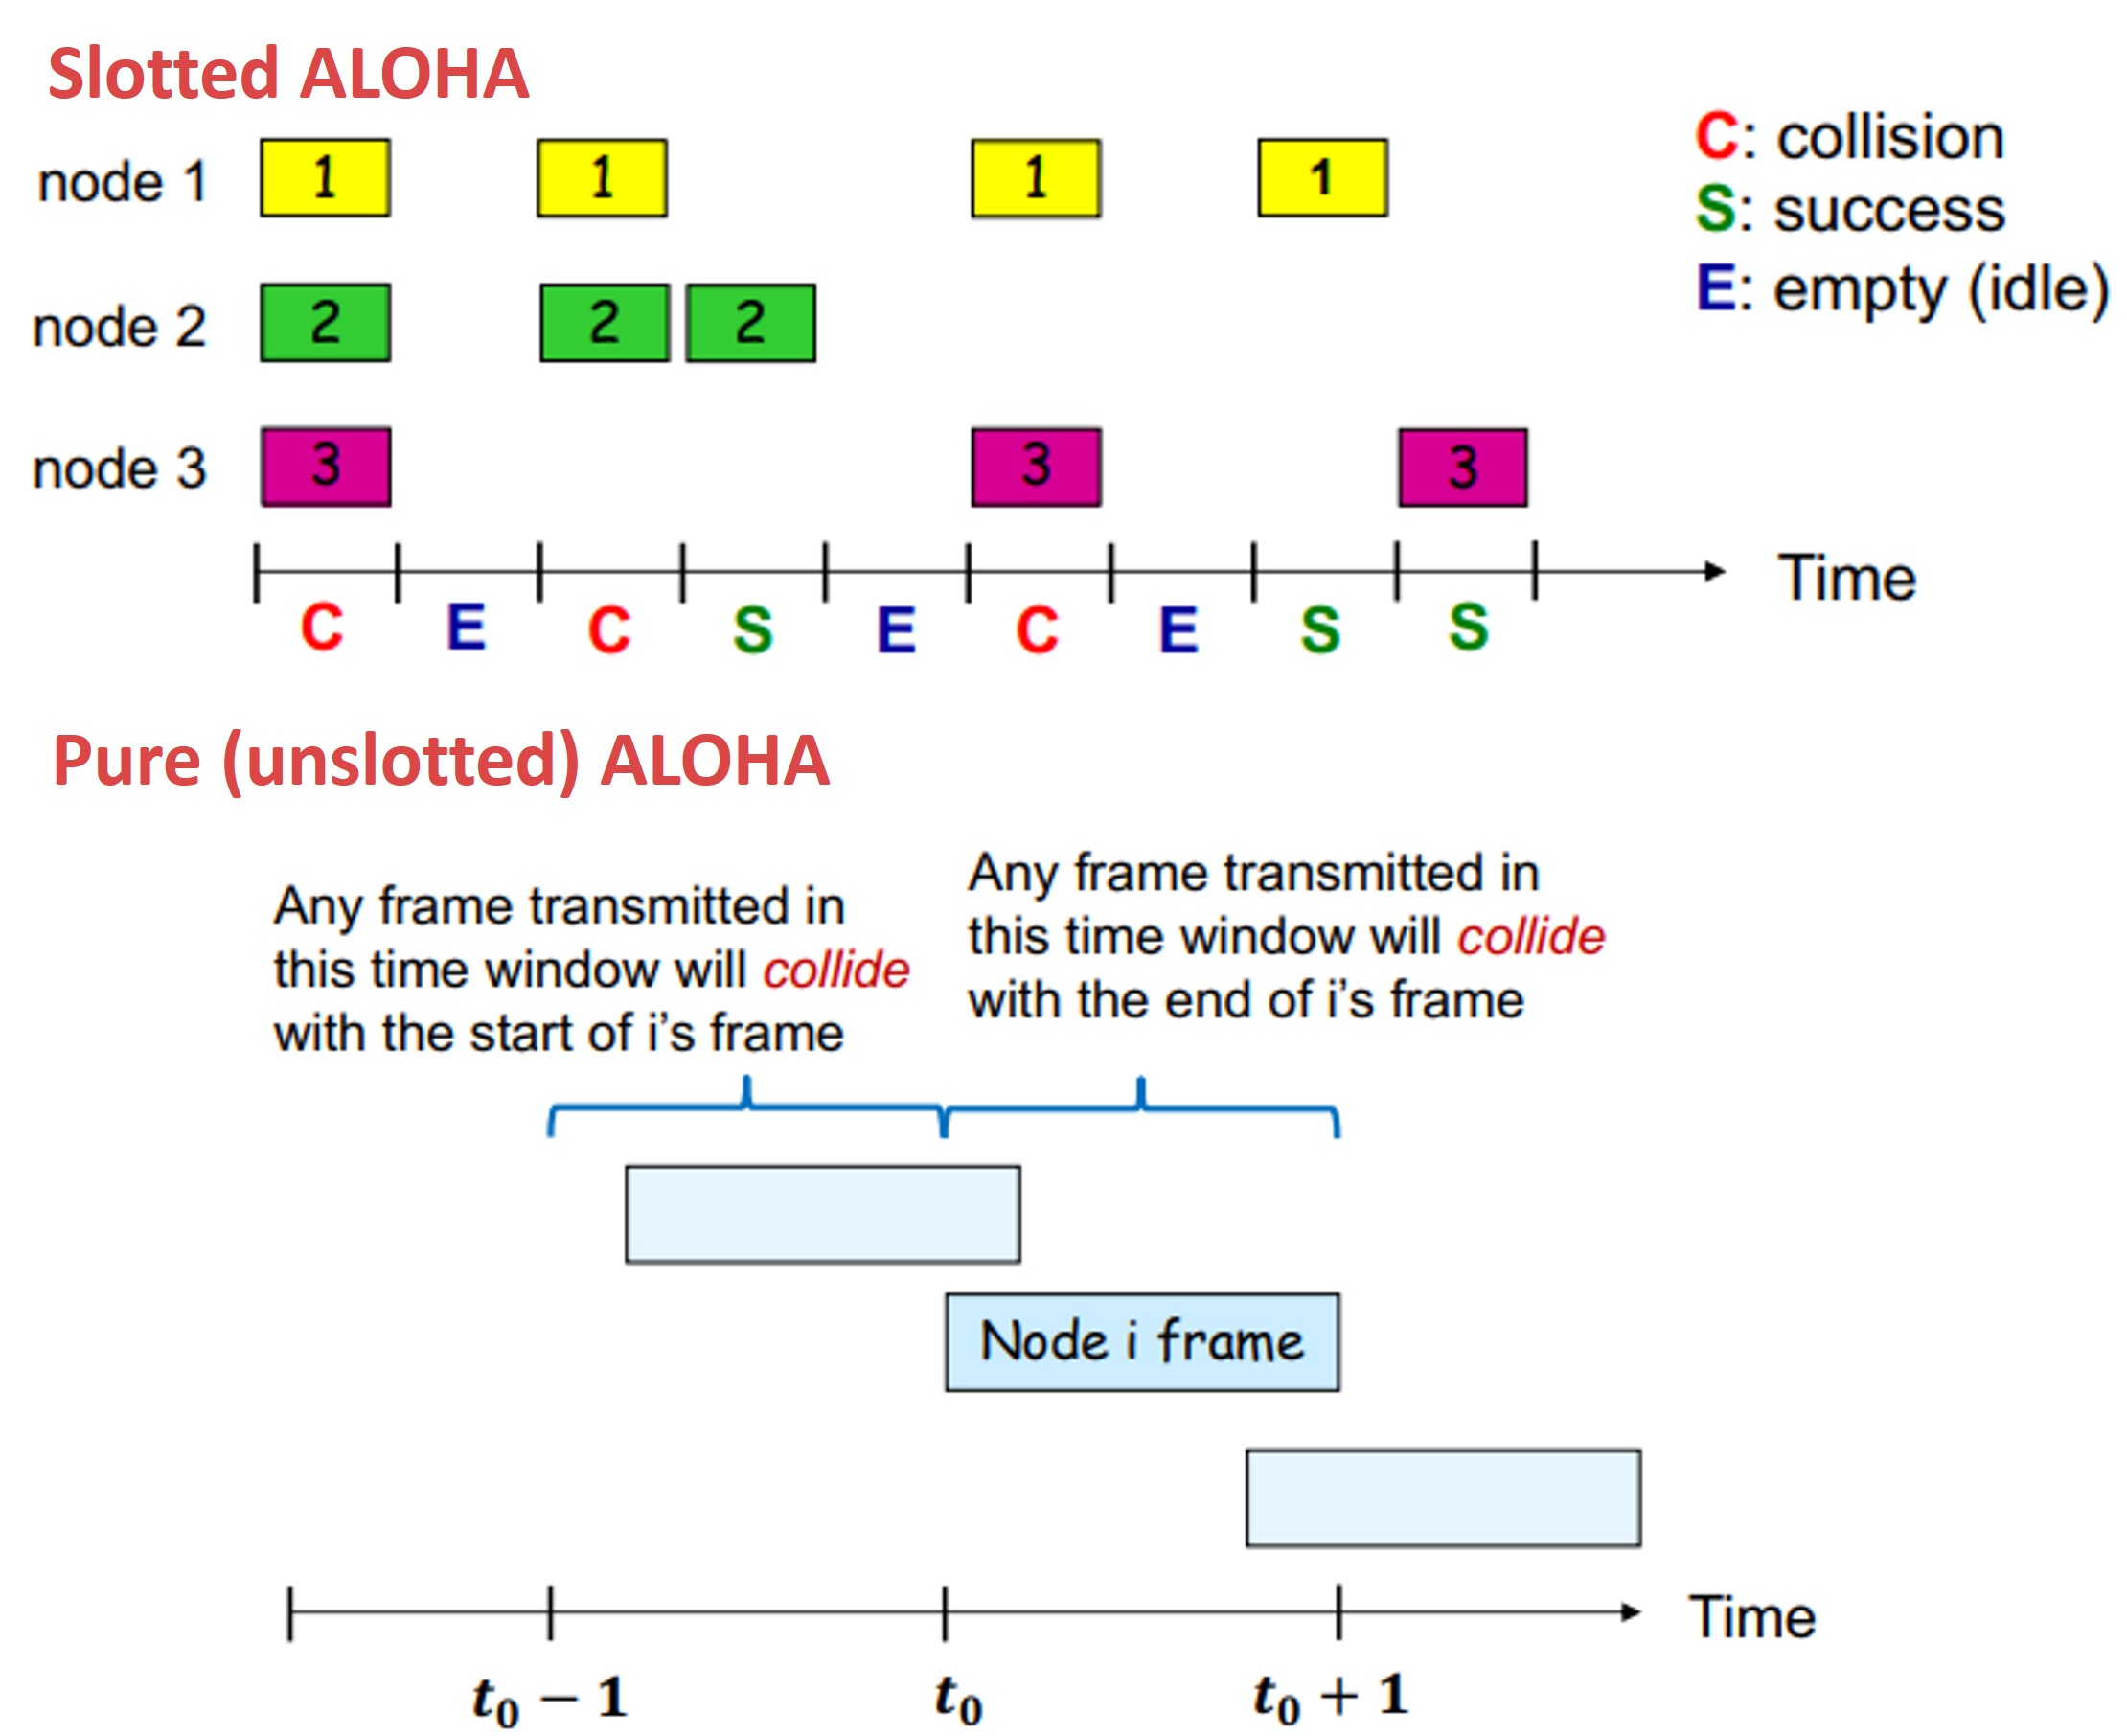 Slotted ALOHA
node 1 1 1 1 1
node 2 2 2 2
node 3 3 3 3
C: collision
S: success
E: empty (idle)
Time
C E C S E C E S S
Pure (unslotted) ALOHA
Any frame transmitted in
this time window will collide
with the start of i's frame
Any frame transmitted in
this time window will collide
with the end of i's frame
Node i frame
Time
t₀ − 1 t₀ t₀ + 1